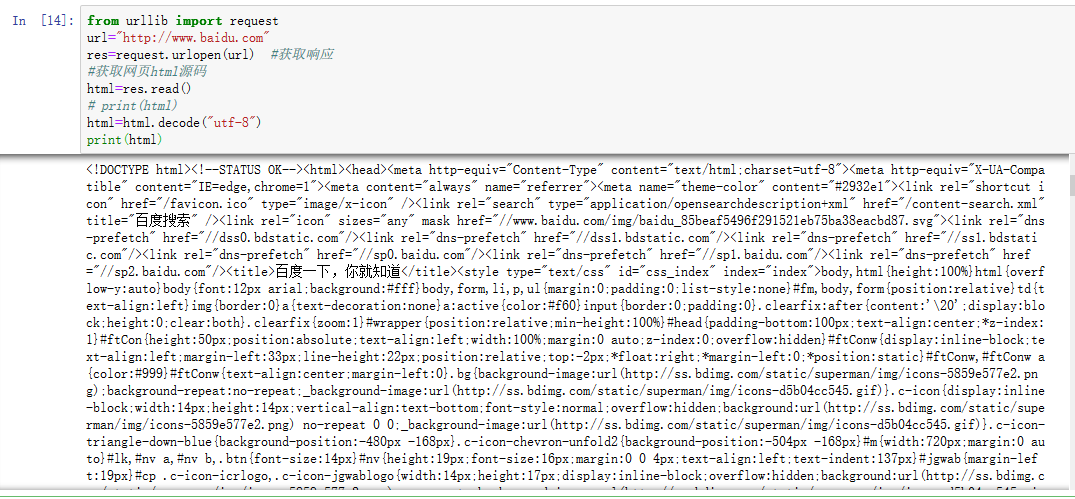 In [14]:
from urllib import request
url="http://www.baidu.com"
res=request.urlopen(url)  #获取响应
#获取网页html源码
html=res.read()
# print(html)
html=html.decode("utf-8")
print(html)
<!DOCTYPE html><!--STATUS OK--><html><head><meta http-equiv="Content-Type" content="text/html;charset=utf-8"><meta http-equiv="X-UA-Compa
tible" content="IE=edge,chrome=1"><meta content="always" name="referrer"><meta name="theme-color" content="#2932e1"><link rel="shortcut i
con" href="/favicon.ico" type="image/x-icon" /><link rel="search" type="application/opensearchdescription+xml" href="/content-search.xml"
title="百度搜索" /><link rel="icon" sizes="any" mask href="//www.baidu.com/img/baidu_85beaf5496f291521eb75ba38eacbd87.svg"><link rel="dns
-prefetch" href="//dss0.bdstatic.com"/><link rel="dns-prefetch" href="//dss1.bdstatic.com"/><link rel="dns-prefetch" href="//ss1.bdstati
c.com"/><link rel="dns-prefetch" href="//sp0.baidu.com"/><link rel="dns-prefetch" href="//sp1.baidu.com"/><link rel="dns-prefetch" href
="//sp2.baidu.com"/><title>百度一下，你就知道</title><style type="text/css" id="css_index" index="index">body,html{height:100%}html{overf
low-y:auto}body{font:12px arial;background:#fff}body,form,li,p,ul{margin:0;padding:0;list-style:none}#fm,body,form{position:relative}td{t
ext-align:left}img{border:0}a{text-decoration:none}a:active{color:#f60}input{border:0;padding:0}.clearfix:after{content:'\20';display:blo
ck;height:0;clear:both}.clearfix{zoom:1}#wrapper{position:relative;min-height:100%}#head{padding-bottom:100px;text-align:center;*z-index:
1}#ftCon{height:50px;position:absolute;text-align:left;width:100%;margin:0 auto;z-index:0;overflow:hidden}#ftConw{display:inline-block;te
xt-align:left;margin-left:33px;line-height:22px;position:relative;top:-2px;*float:right;*margin-left:0;*position:static}#ftConw,#ftConw a
{color:#999}#ftConw{text-align:center;margin-left:0}.bg{background-image:url(http://ss.bdimg.com/static/superman/img/icons-5859e577e2.pn
g);background-repeat:no-repeat;_background-image:url(http://ss.bdimg.com/static/superman/img/icons-d5b04cc545.gif)}.c-icon{display:inline
-block;width:14px;height:14px;vertical-align:text-bottom;font-style:normal;overflow:hidden;background:url(http://ss.bdimg.com/static/supe
rman/img/icons-5859e577e2.png) no-repeat 0 0;_background-image:url(http://ss.bdimg.com/static/superman/img/icons-d5b04cc545.gif)}.c-icon-
triangle-down-blue{background-position:-480px -168px}.c-icon-chevron-unfold2{background-position:-504px -168px}#m{width:720px;margin:0 au
to}#lk,#nv a,#nv b,.btn{font-size:14px}#nv{height:19px;font-size:16px;margin:0 0 4px;text-align:left;text-indent:137px}#jgwab{margin-lef
t:19px}#cp .c-icon-icrlogo,.c-icon-jgwablogo{width:14px;height:17px;display:inline-block;overflow:hidden;background:url(http://ss.bdimg.c